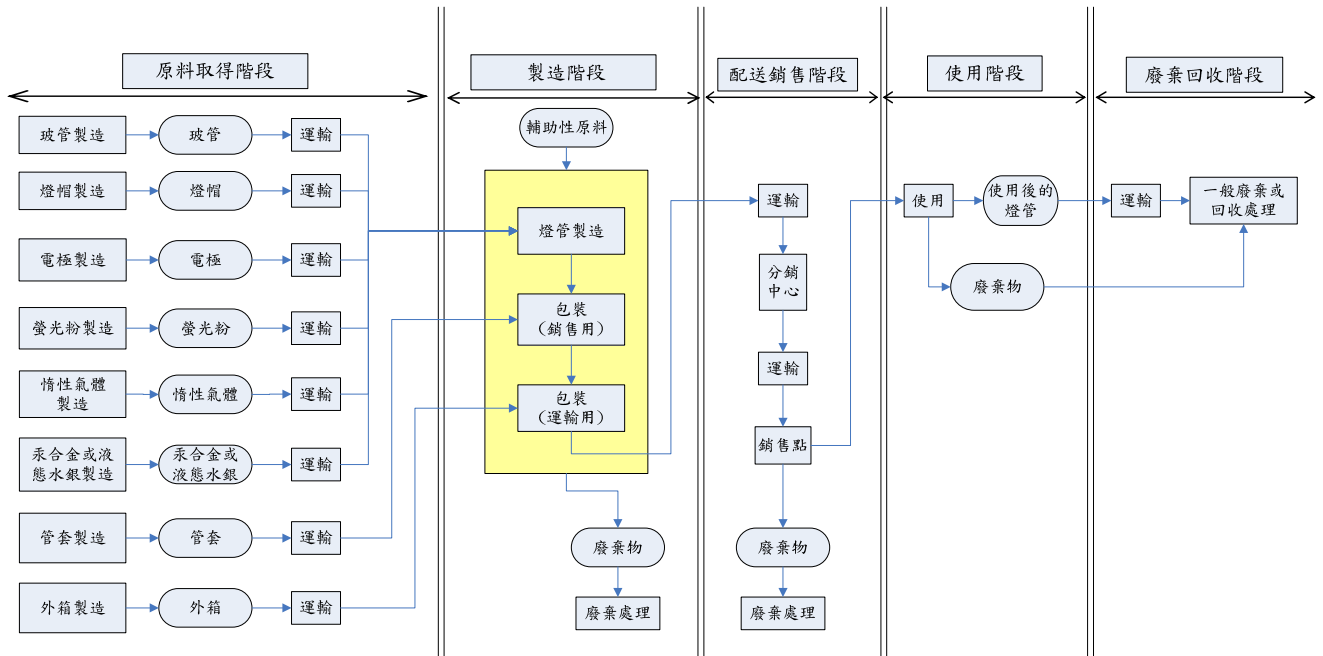 原料取得階段
製造階段
配送銷售階段
使用階段
廢棄回收階段
玻管製造
玻管
運輸
燈帽製造
燈帽
運輸
電極製造
電極
運輸
螢光粉製造
螢光粉
運輸
惰性氣體
製造
惰性氣體
運輸
汞合金或液
態水銀製造
汞合金或
液態水銀
運輸
管套製造
管套
運輸
外箱製造
外箱
運輸
輔助性原料
燈管製造
包裝
(銷售用)
包裝
(運輸用)
廢棄物
廢棄處理
運輸
分銷
中心
運輸
銷售點
廢棄物
廢棄處理
使用
使用後的
燈管
廢棄物
運輸
一般廢棄或
回收處理